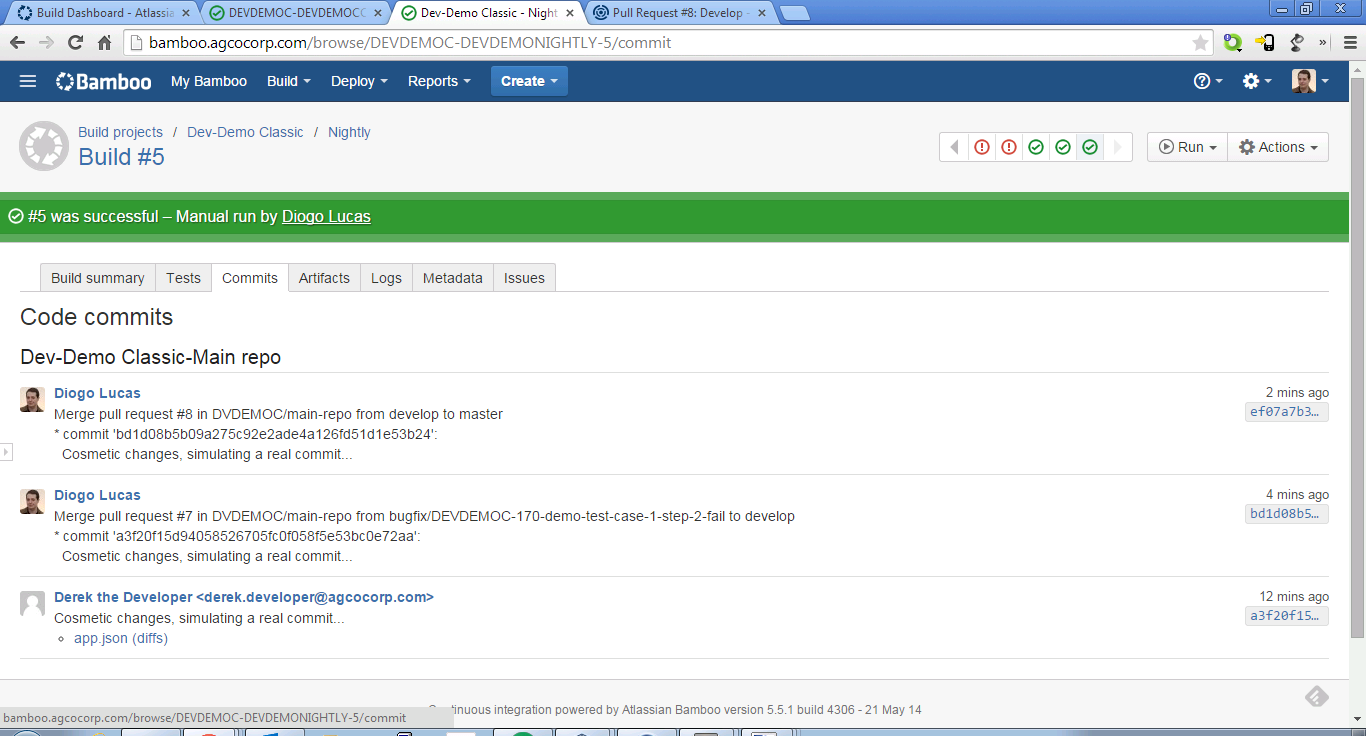 Build Dashboard - Atlassia
DEVDEMOC-DEVDEMOCC
Dev-Demo Classic - Night
Pull Request #8: Develop -
bamboo.agcocorp.com/browse/DEVDEMOC-DEVDEMONIGHTLY-5/commit
Bamboo My Bamboo Build Deploy Reports Create
Build projects / Dev-Demo Classic / Nightly
Build #5
Run Actions
#5 was successful – Manual run by Diogo Lucas
Build summary Tests Commits Artifacts Logs Metadata Issues
Code commits
Dev-Demo Classic-Main repo
Diogo Lucas 2 mins ago
Merge pull request #8 in DVDEMOC/main-repo from develop to master ef07a7b3…
* commit 'bd1d08b5b09a275c92e2ade4a126fd51d1e53b24':
Cosmetic changes, simulating a real commit...
Diogo Lucas 4 mins ago
Merge pull request #7 in DVDEMOC/main-repo from bugfix/DEVDEMOC-170-demo-test-case-1-step-2-fail to develop bd1d08b5…
* commit 'a3f20f15d94058526705fc0f058f5e53bc0e72aa':
Cosmetic changes, simulating a real commit...
Derek the Developer <derek.developer@agcocorp.com> 12 mins ago
Cosmetic changes, simulating a real commit... a3f20f15…
app.json (diffs)
Continuous integration powered by Atlassian Bamboo version 5.5.1 build 4306 - 21 May 14
bamboo.agcocorp.com/browse/DEVDEMOC-DEVDEMONIGHTLY-5/commit